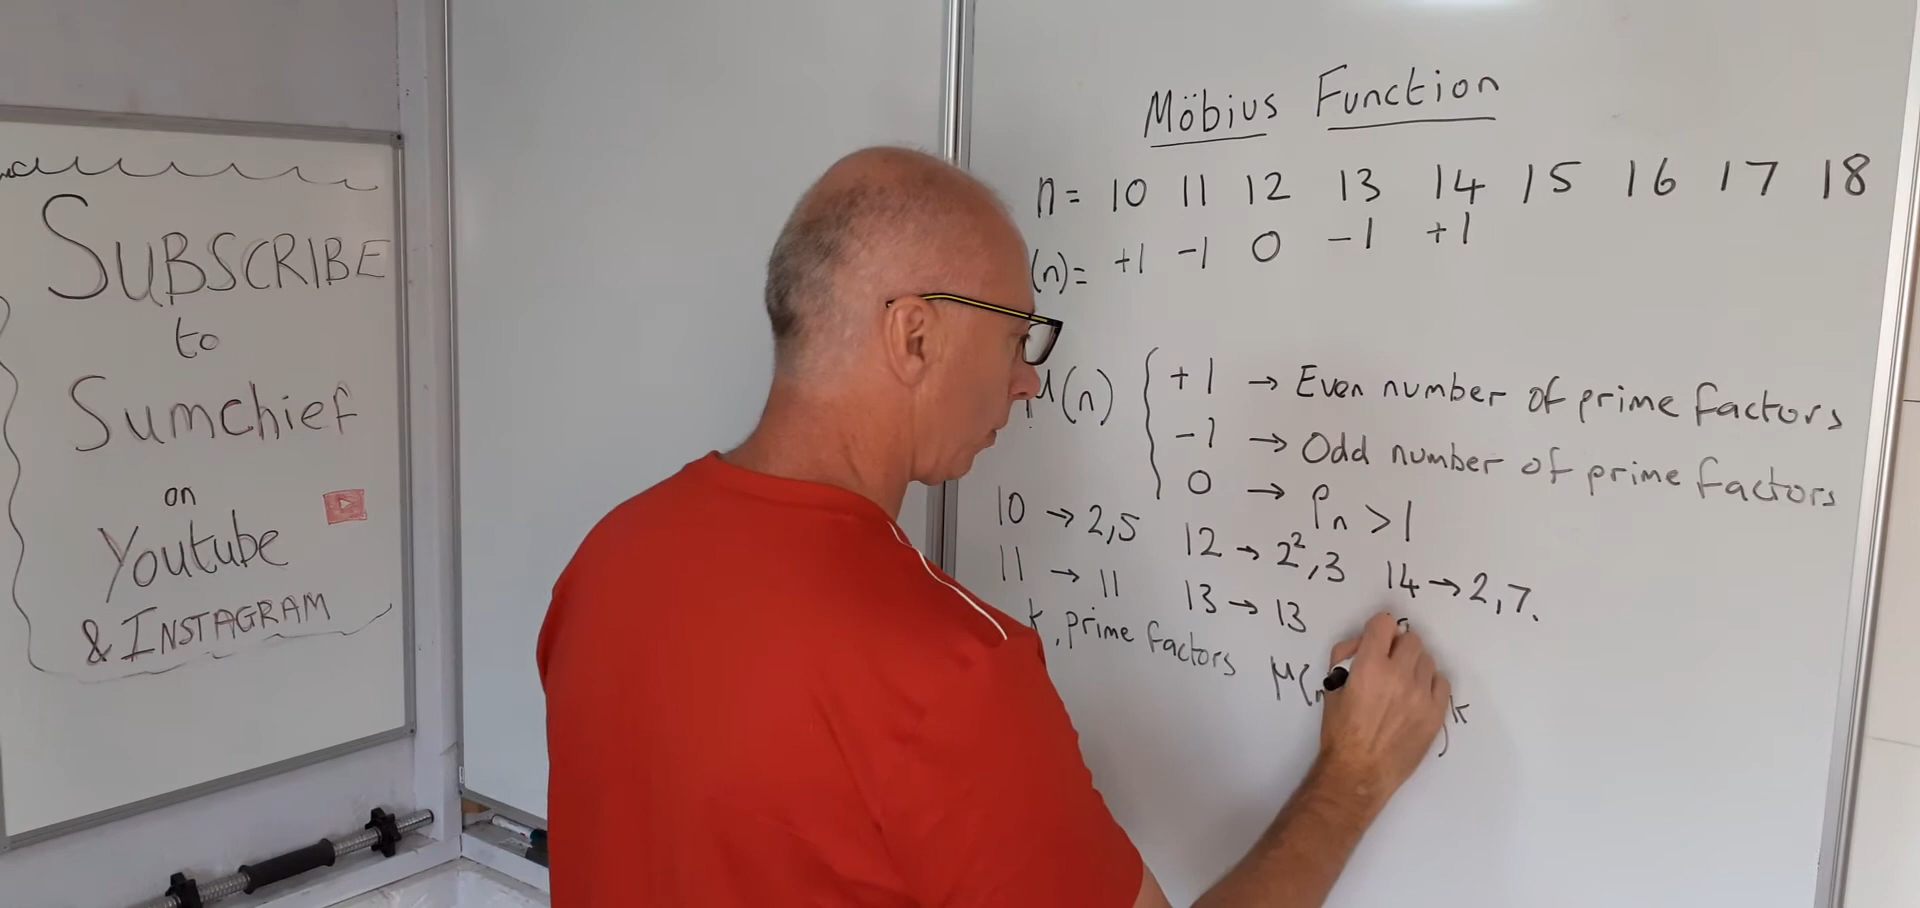 SUBSCRIBE
to
Sumchief
on
Youtube
& INSTAGRAM
Möbius Function
n = 10 11 12 13 14 15 16 17 18
(n) = +1 -1 0 -1 +1
μ(n) { +1 → Even number of prime factors
-1 → Odd number of prime factors
0 → Pn > 1
10 → 2,5 12 → 2²,3 14 → 2,7.
11 → 11 13 → 13
k, prime factors μ(n )k